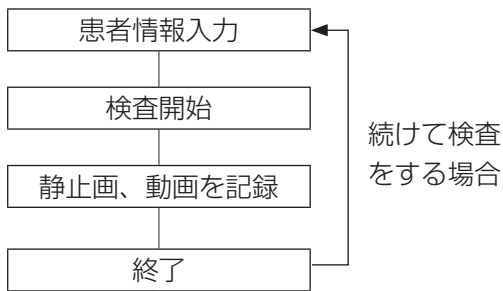 患者情報入力
検査開始
静止画、動画を記録
終了
続けて検査
をする場合